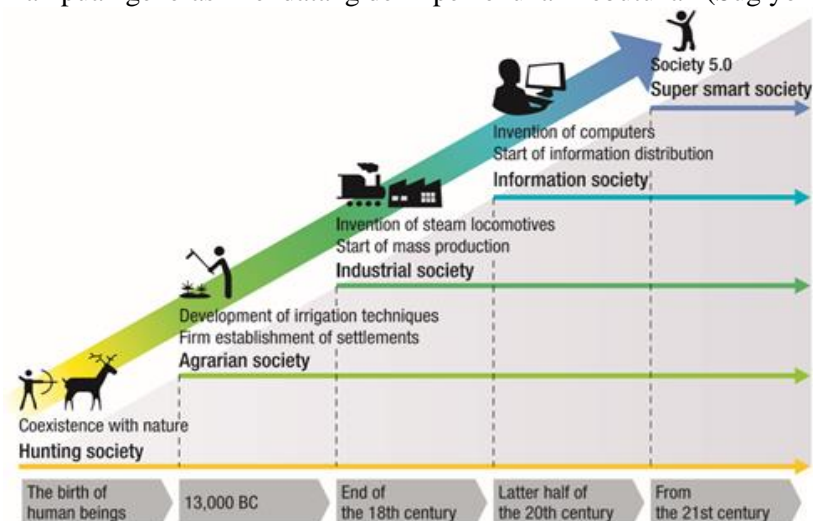 generasi mendatang
Society 5.0
Super smart society
Invention of computers
Start of information distribution
Information society
Invention of steam locomotives
Start of mass production
Industrial society
Development of irrigation techniques
Firm establishment of settlements
Agrarian society
Coexistence with nature
Hunting society
The birth of
human beings
13,000 BC
End of
the 18th century
Latter half of
the 20th century
From
the 21st century